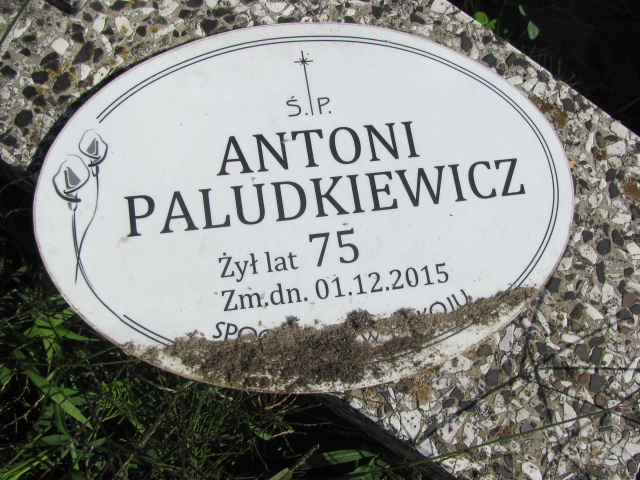 Ś.P.
ANTONI
PALUDKIEWICZ
Żył lat 75
Zm.dn. 01.12.2015